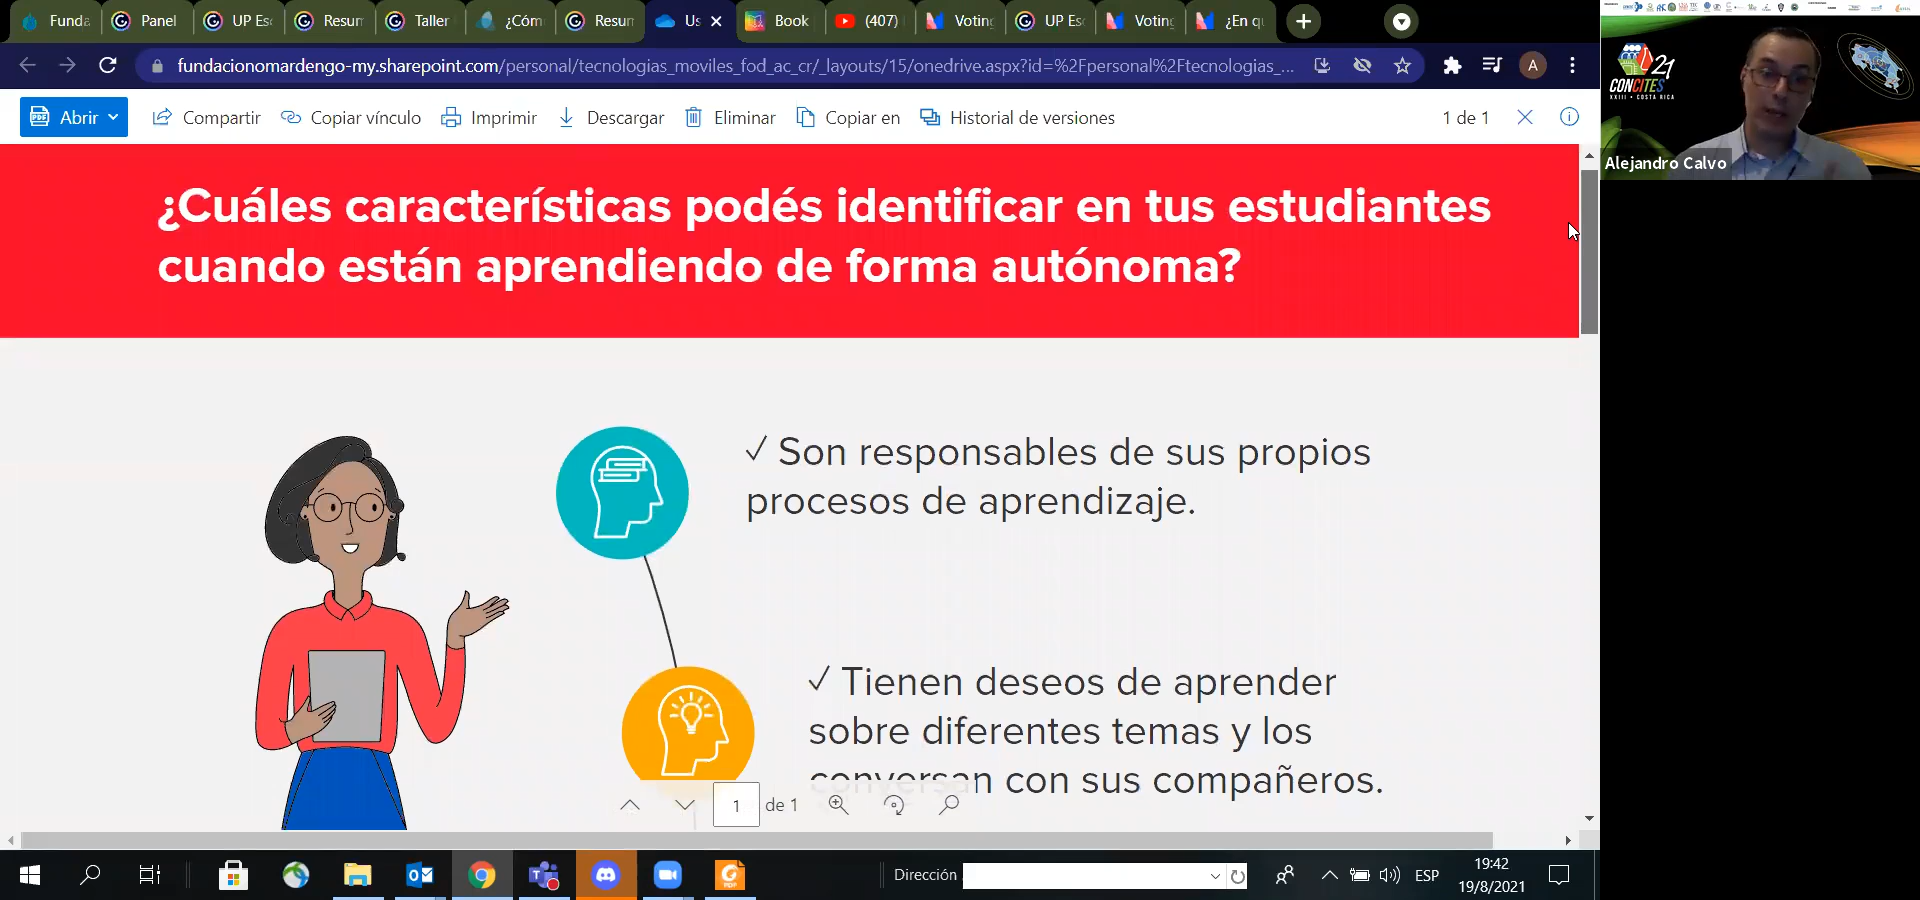 Funda
Panel
UP Es
Resum
Taller
¿Cóm
Resum
Us
Book
(407)
Voting
UP Es
Voting
¿En qu
fundacionomardengo-my.sharepoint.com/personal/tecnologias_moviles_fod_ac_cr/_layouts/15/onedrive.aspx?id=%2Fpersonal%2Ftecnologias_...
A
Abrir
Compartir
Copiar vínculo
Imprimir
Descargar
Eliminar
Copiar en
Historial de versiones
1 de 1
21
CONCITES
XXIII • COSTA RICA
Alejandro Calvo
¿Cuáles características podés identificar en tus estudiantes
cuando están aprendiendo de forma autónoma?
✓ Son responsables de sus propios
procesos de aprendizaje.
✓ Tienen deseos de aprender
sobre diferentes temas y los
conversan con sus compañeros.
1 de 1
Dirección
ESP
19:42
19/8/2021